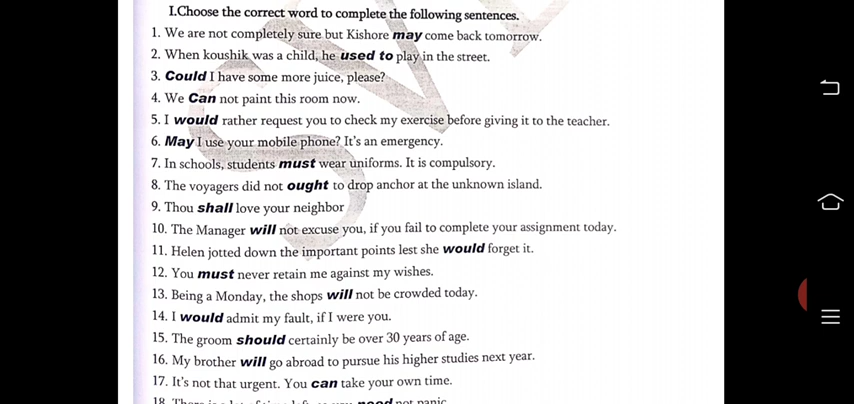 I.Choose the correct word to complete the following sentences.
1. We are not completely sure but Kishore may come back tomorrow.
2. When koushik was a child, he used to play in the street.
3. Could I have some more juice, please?
4. We Can not paint this room now.
5. I would rather request you to check my exercise before giving it to the teacher.
6. May I use your mobile phone? It's an emergency.
7. In schools, students must wear uniforms. It is compulsory.
8. The voyagers did not ought to drop anchor at the unknown island.
9. Thou shall love your neighbor
10. The Manager will not excuse you, if you fail to complete your assignment today.
11. Helen jotted down the important points lest she would forget it.
12. You must never retain me against my wishes.
13. Being a Monday, the shops will not be crowded today.
14. I would admit my fault, if I were you.
15. The groom should certainly be over 30 years of age.
16. My brother will go abroad to pursue his higher studies next year.
17. It's not that urgent. You can take your own time.
18. There need not panic